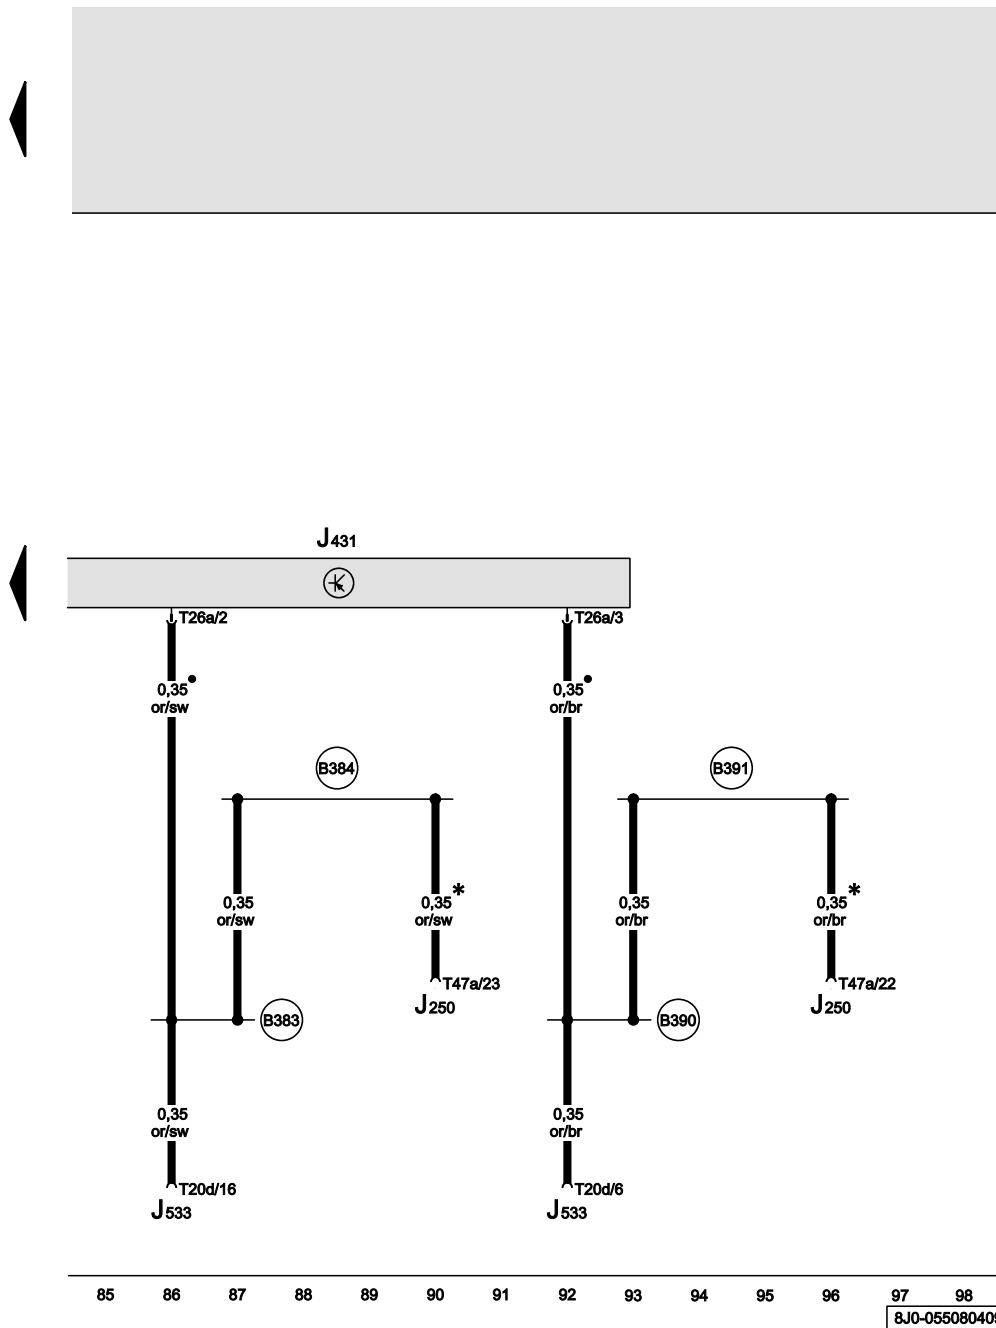 J431
T26a/2 T26a/3
0,35 0,35
or/sw or/br
B384 B391
0,35 0,35* 0,35 0,35*
or/sw or/sw or/br or/br
T47a/23 T47a/22
J250 J250
B383 B390
0,35 0,35
or/sw or/br
T20d/16 T20d/6
J533 J533
85 86 87 88 89 90 91 92 93 94 95 96 97 98
8J0-055080409